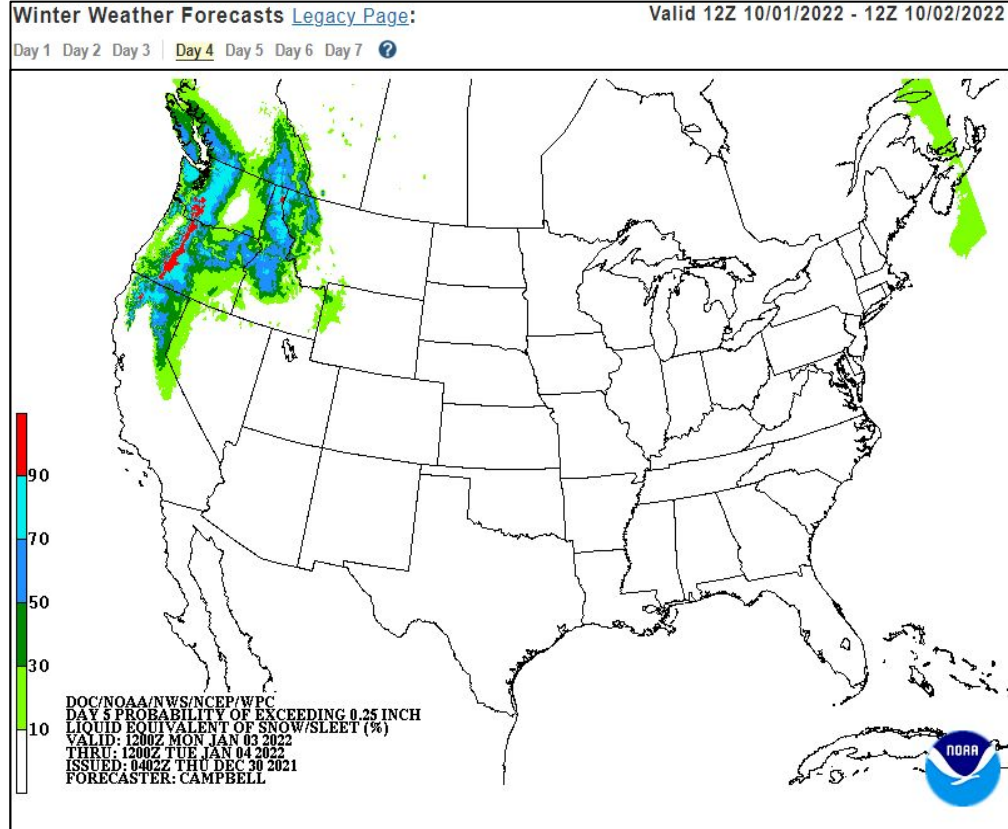 Winter Weather Forecasts Legacy Page: Valid 12Z 10/01/2022 - 12Z 10/02/2022
Day 1 Day 2 Day 3 Day 4 Day 5 Day 6 Day 7 ?
90
70
50
30
10
DOC/NOAA/NWS/NCEP/WPC
DAY 5 PROBABILITY OF EXCEEDING 0.25 INCH
LIQUID EQUIVALENT OF SNOW/SLEET (%)
VALID: 1200Z MON JAN 03 2022
THRU: 1200Z TUE JAN 04 2022
ISSUED: 0402Z THU DEC 30 2021
FORECASTER: CAMPBELL
NOAA